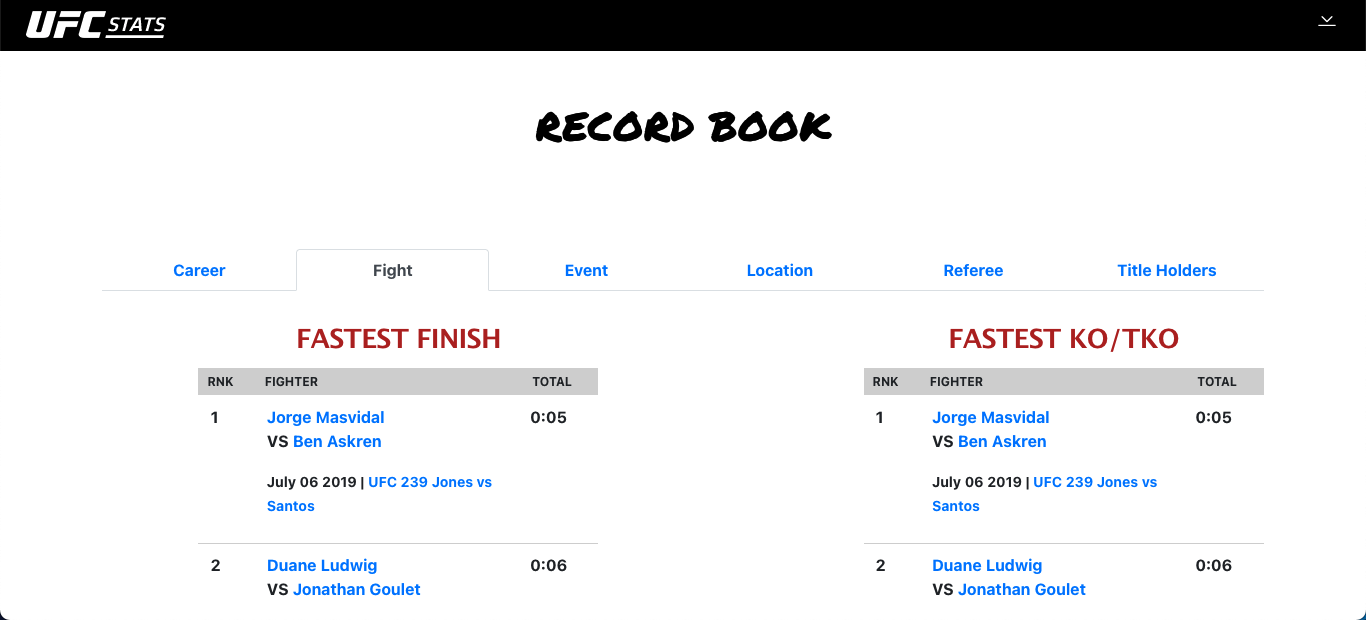 UFC STATS
RECORD BOOK
Career Fight Event Location Referee Title Holders
FASTEST FINISH
RNK FIGHTER TOTAL
1 Jorge Masvidal 0:05
VS Ben Askren
July 06 2019 | UFC 239 Jones vs
Santos
2 Duane Ludwig 0:06
VS Jonathan Goulet
FASTEST KO/TKO
RNK FIGHTER TOTAL
1 Jorge Masvidal 0:05
VS Ben Askren
July 06 2019 | UFC 239 Jones vs
Santos
2 Duane Ludwig 0:06
VS Jonathan Goulet